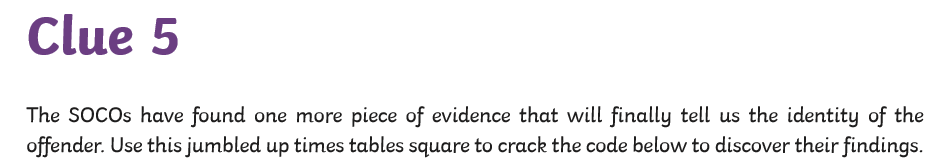 Clue 5
The SOCOs have found one more piece of evidence that will finally tell us the identity of the
offender. Use this jumbled up times tables square to crack the code below to discover their findings.